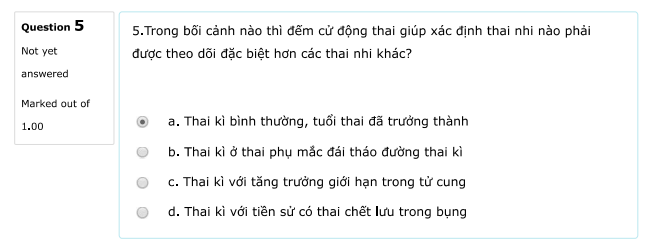 Question 5
Not yet
answered
Marked out of
1.00
5.Trong bối cảnh nào thì đếm cử động thai giúp xác định thai nhi nào phải
được theo dõi đặc biệt hơn các thai nhi khác?
a. Thai kì bình thường, tuổi thai đã trưởng thành
b. Thai kì ở thai phụ mắc đái tháo đường thai kì
c. Thai kì với tăng trưởng giới hạn trong tử cung
d. Thai kì với tiền sử có thai chết lưu trong bụng